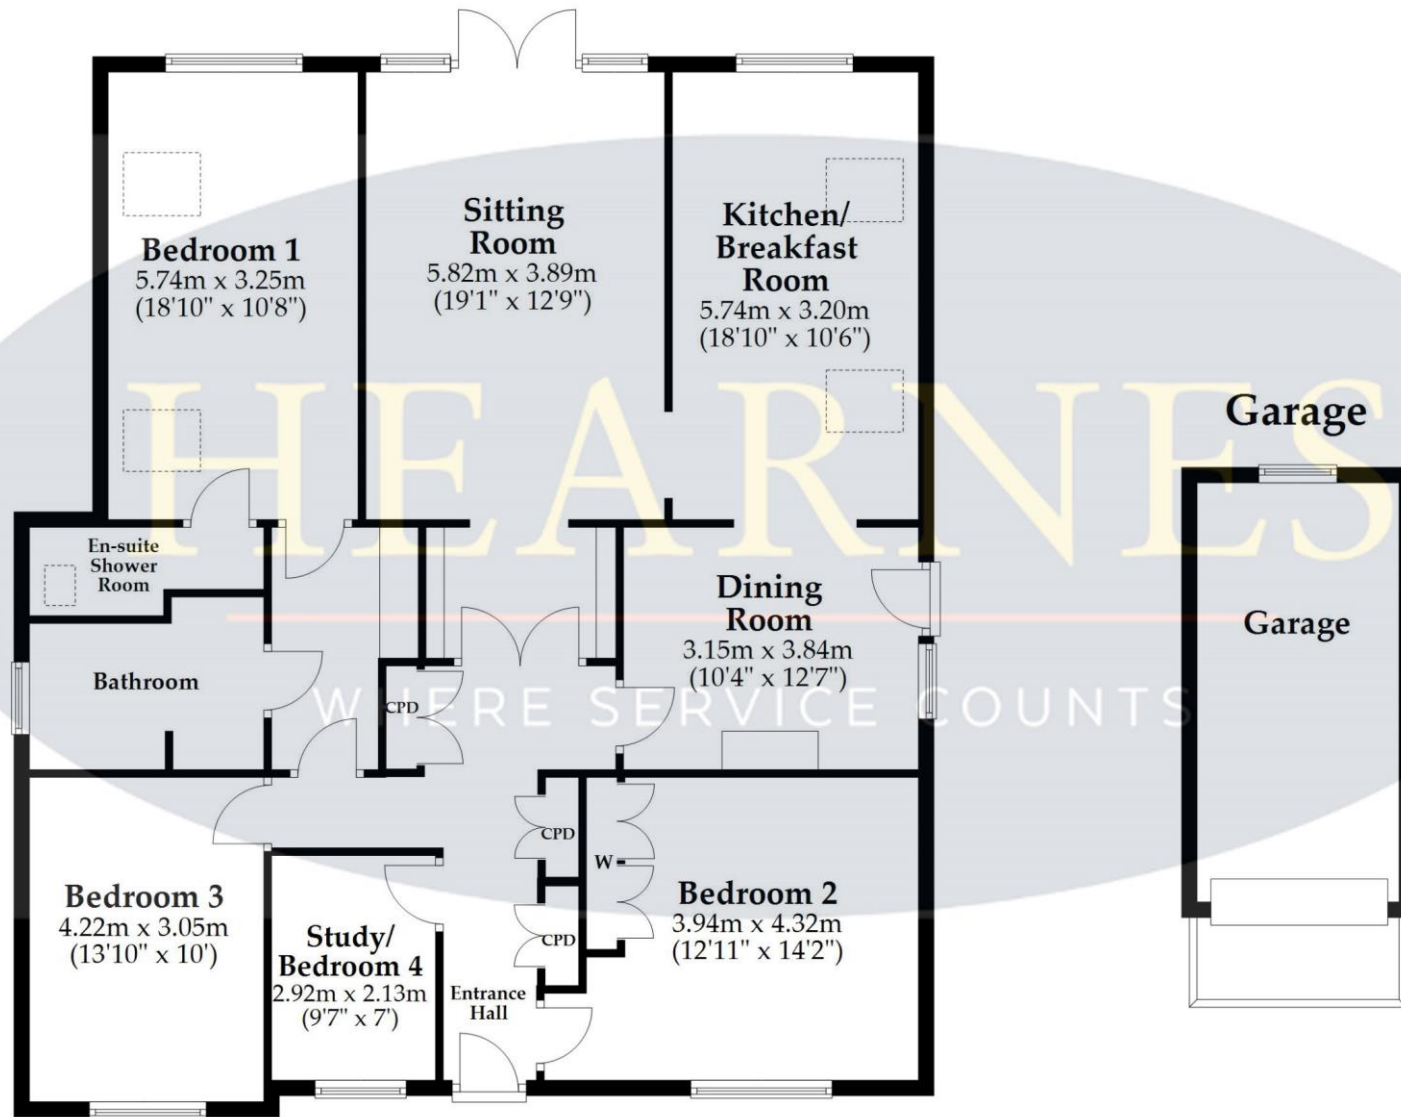 Bedroom 1
5.74m x 3.25m
(18'10" x 10'8")
Sitting
Room
5.82m x 3.89m
(19'1" x 12'9")
Kitchen/
Breakfast
Room
5.74m x 3.20m
(18'10" x 10'6")
HEARNES
WHERE SERVICE COUNTS
Garage
Garage
En-suite
Shower
Room
Bathroom
CPD
Dining
Room
3.15m x 3.84m
(10'4" x 12'7")
Bedroom 3
4.22m x 3.05m
(13'10" x 10')
Study/
Bedroom 4
2.92m x 2.13m
(9'7" x 7')
Entrance
Hall
CPD
CPD
W
Bedroom 2
3.94m x 4.32m
(12'11" x 14'2")